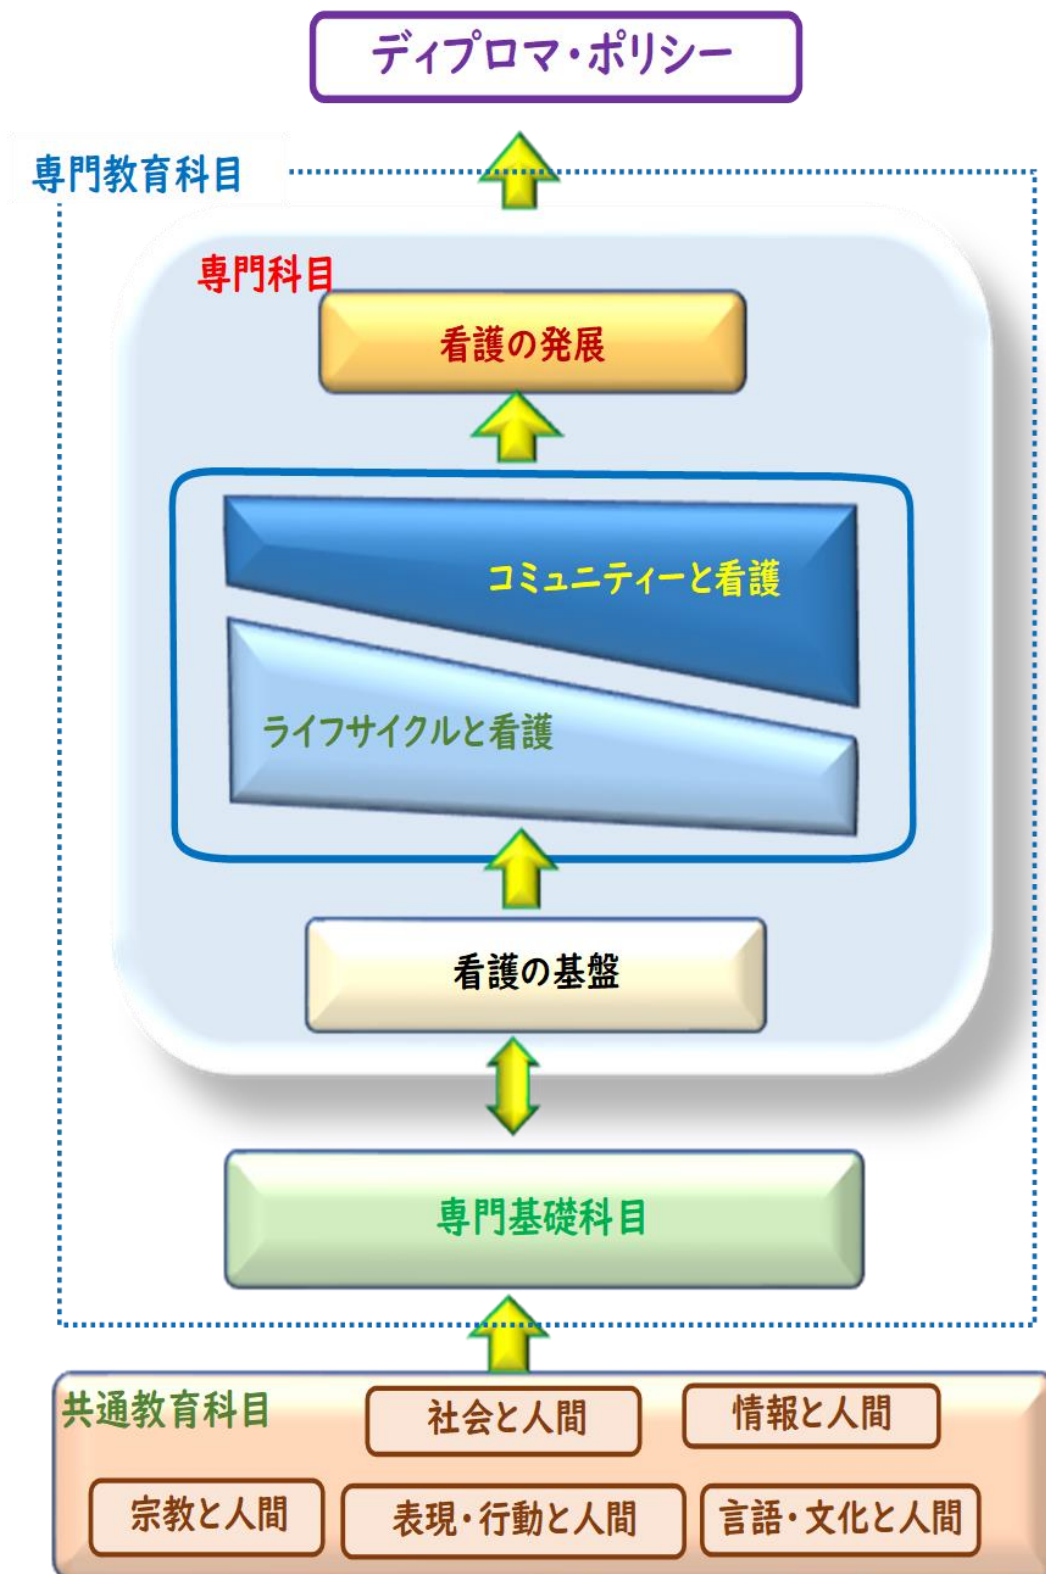 ディプロマ・ポリシー
専門教育科目
専門科目
看護の発展
コミュニティーと看護
ライフサイクルと看護
看護の基盤
専門基礎科目
共通教育科目
社会と人間
情報と人間
宗教と人間
表現・行動と人間
言語・文化と人間